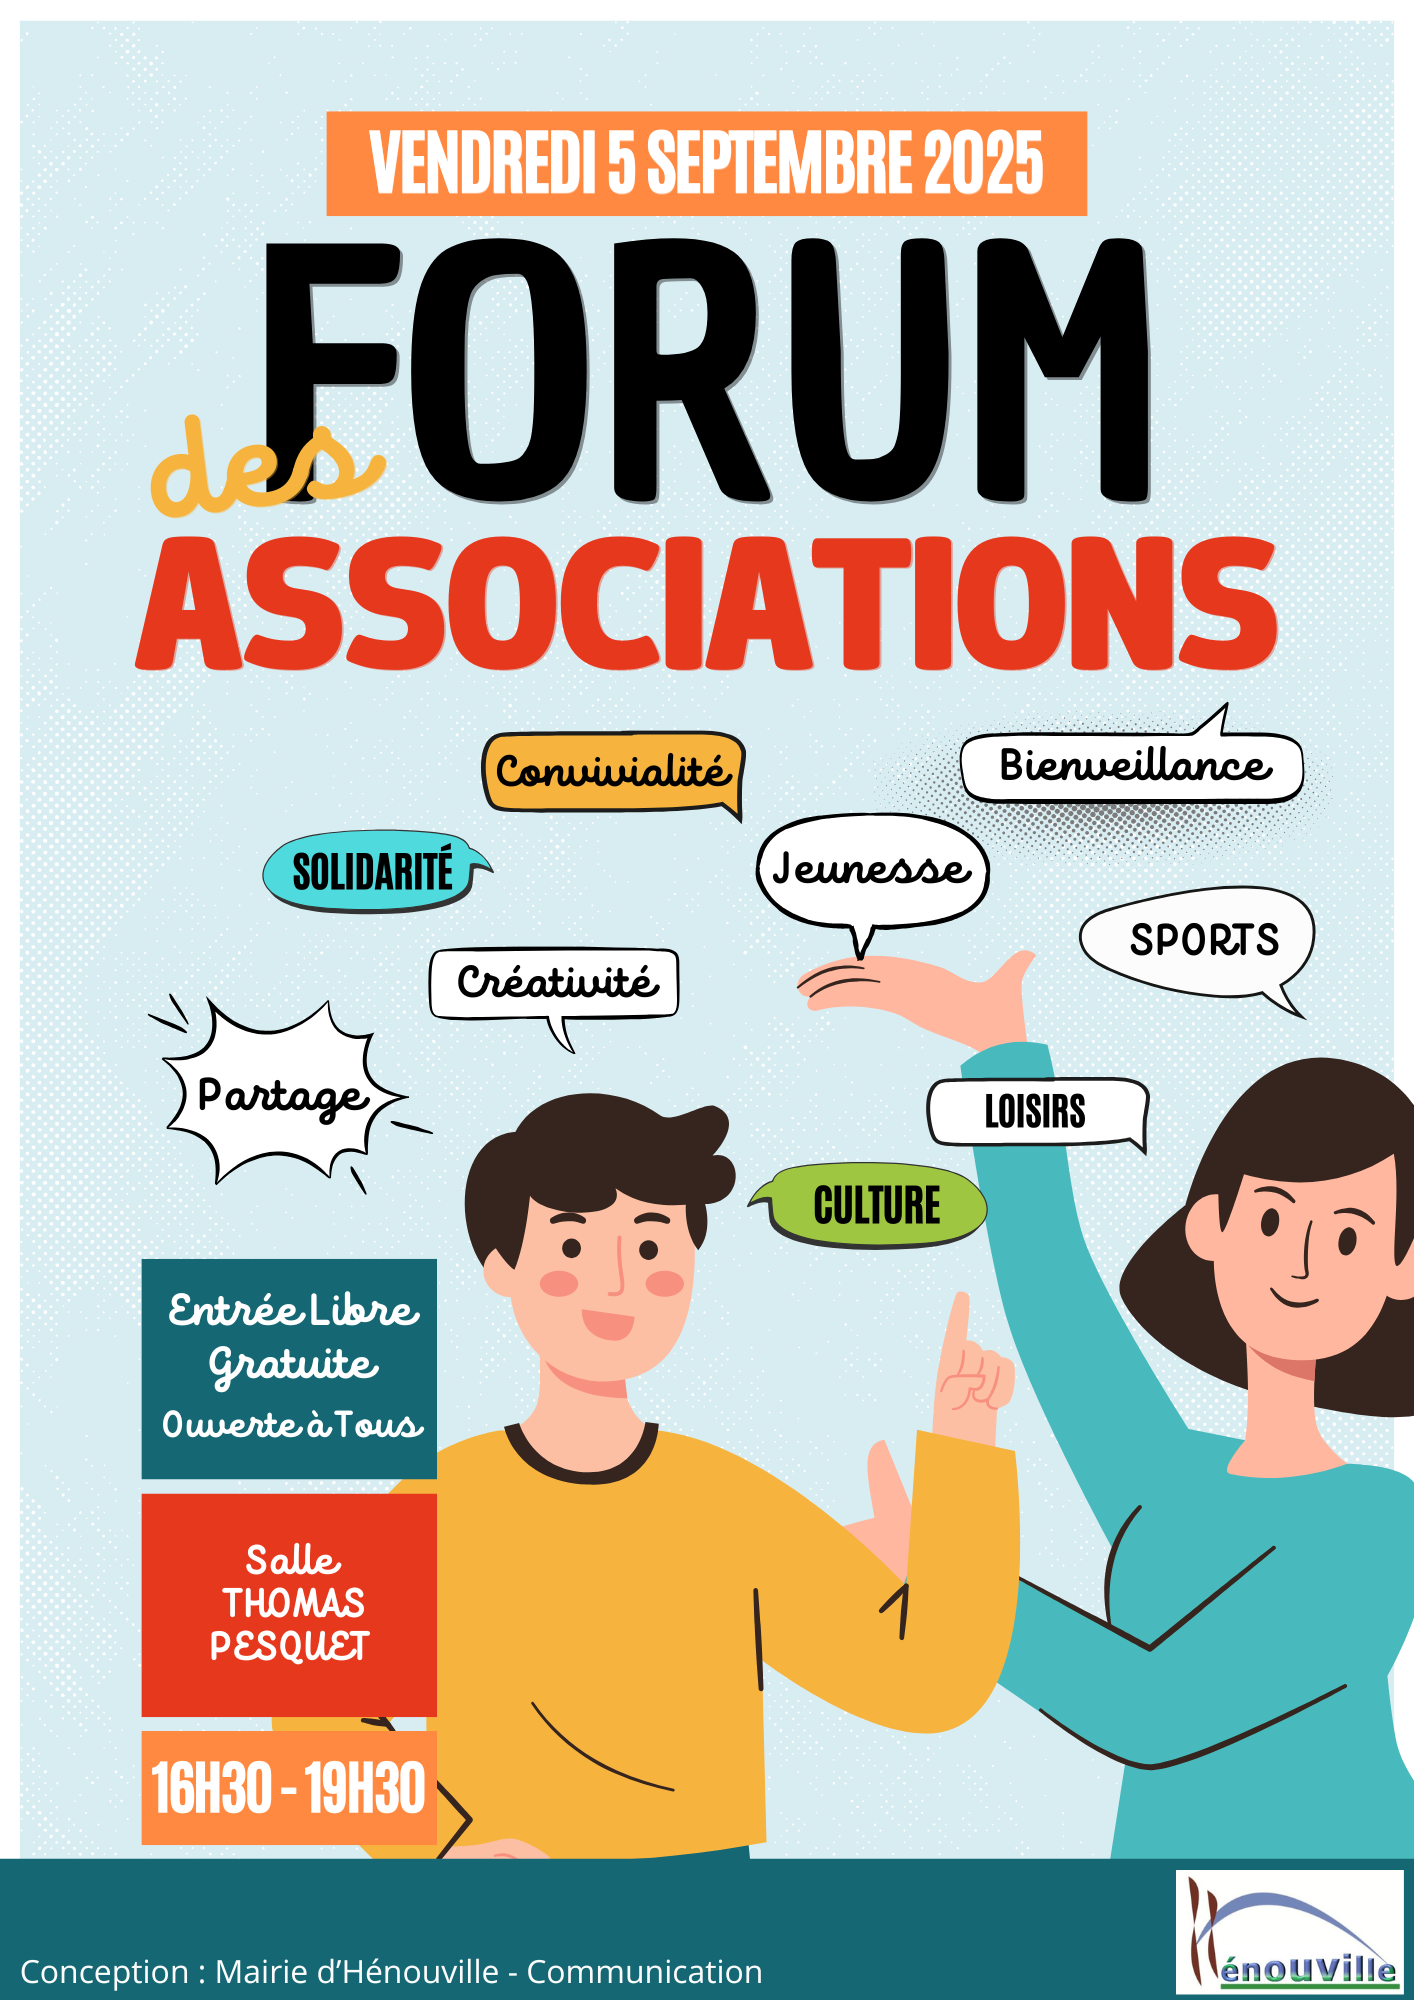 VENDREDI 5 SEPTEMBRE 2025
FORUM
des
ASSOCIATIONS
Convivialité
Bienveillance
SOLIDARITÉ
Jeunesse
SPORTS
Créativité
Partage
LOISIRS
CULTURE
Entrée Libre
Gratuite
Ouverte à Tous
Salle
THOMAS
PESQUET
16H30 - 19H30
Conception : Mairie d'Hénouville - Communication
Hénouville